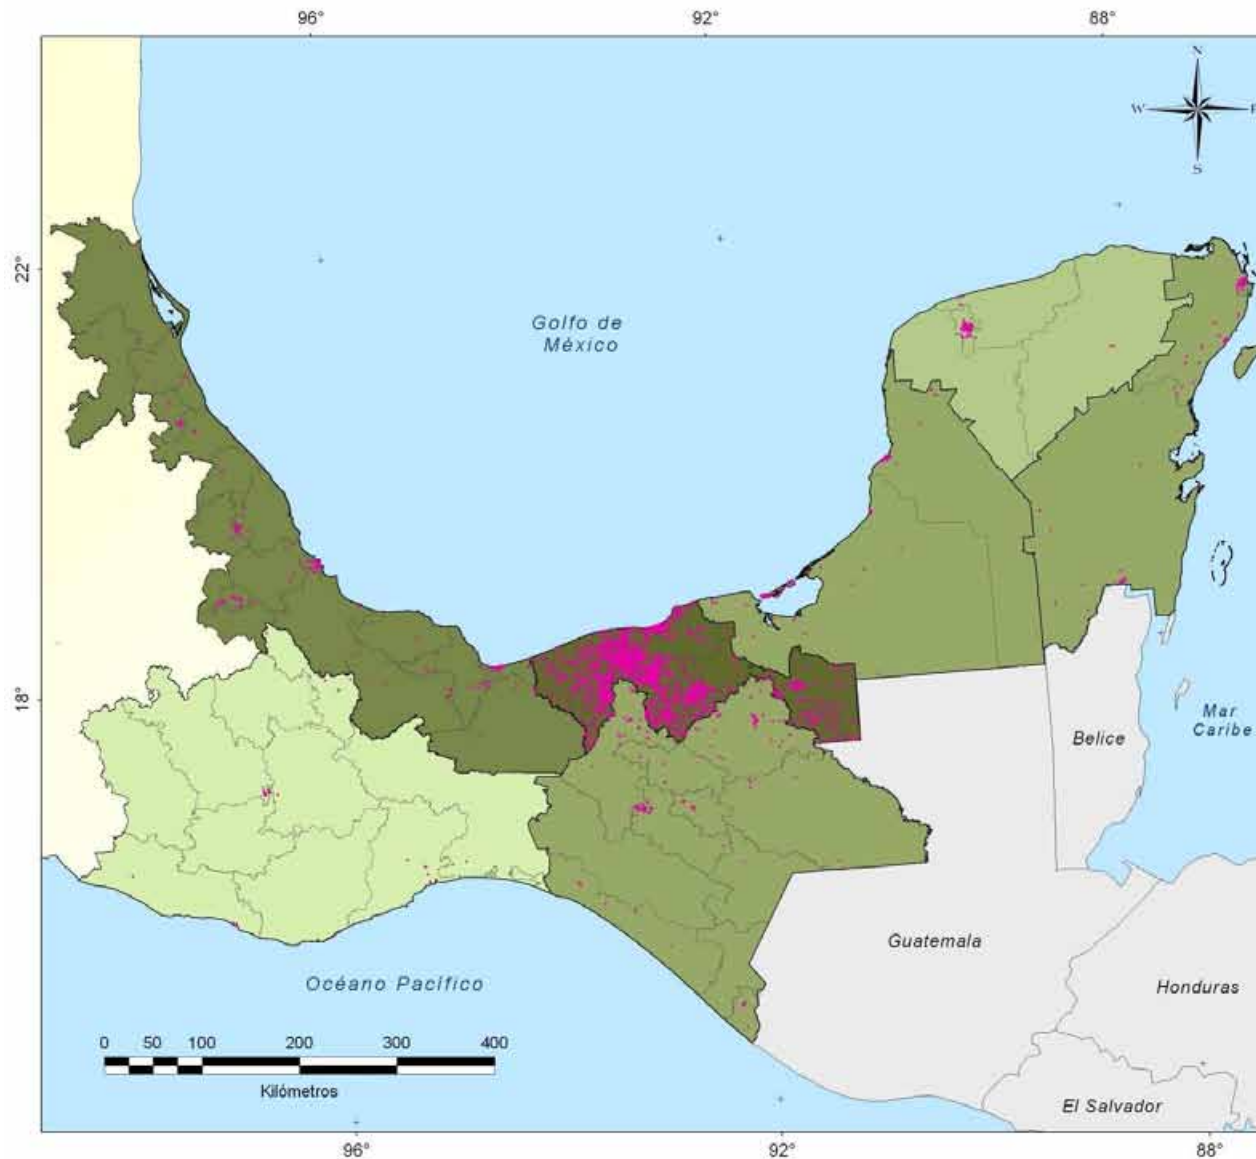 96°
92°
88°
N
W
E
S
22°
Golfo de
México
18°
Mar
Caribe
Belice
Guatemala
Océano Pacífico
Honduras
0 50 100 200 300 400
Kilómetros
El Salvador
96°
92°
88°